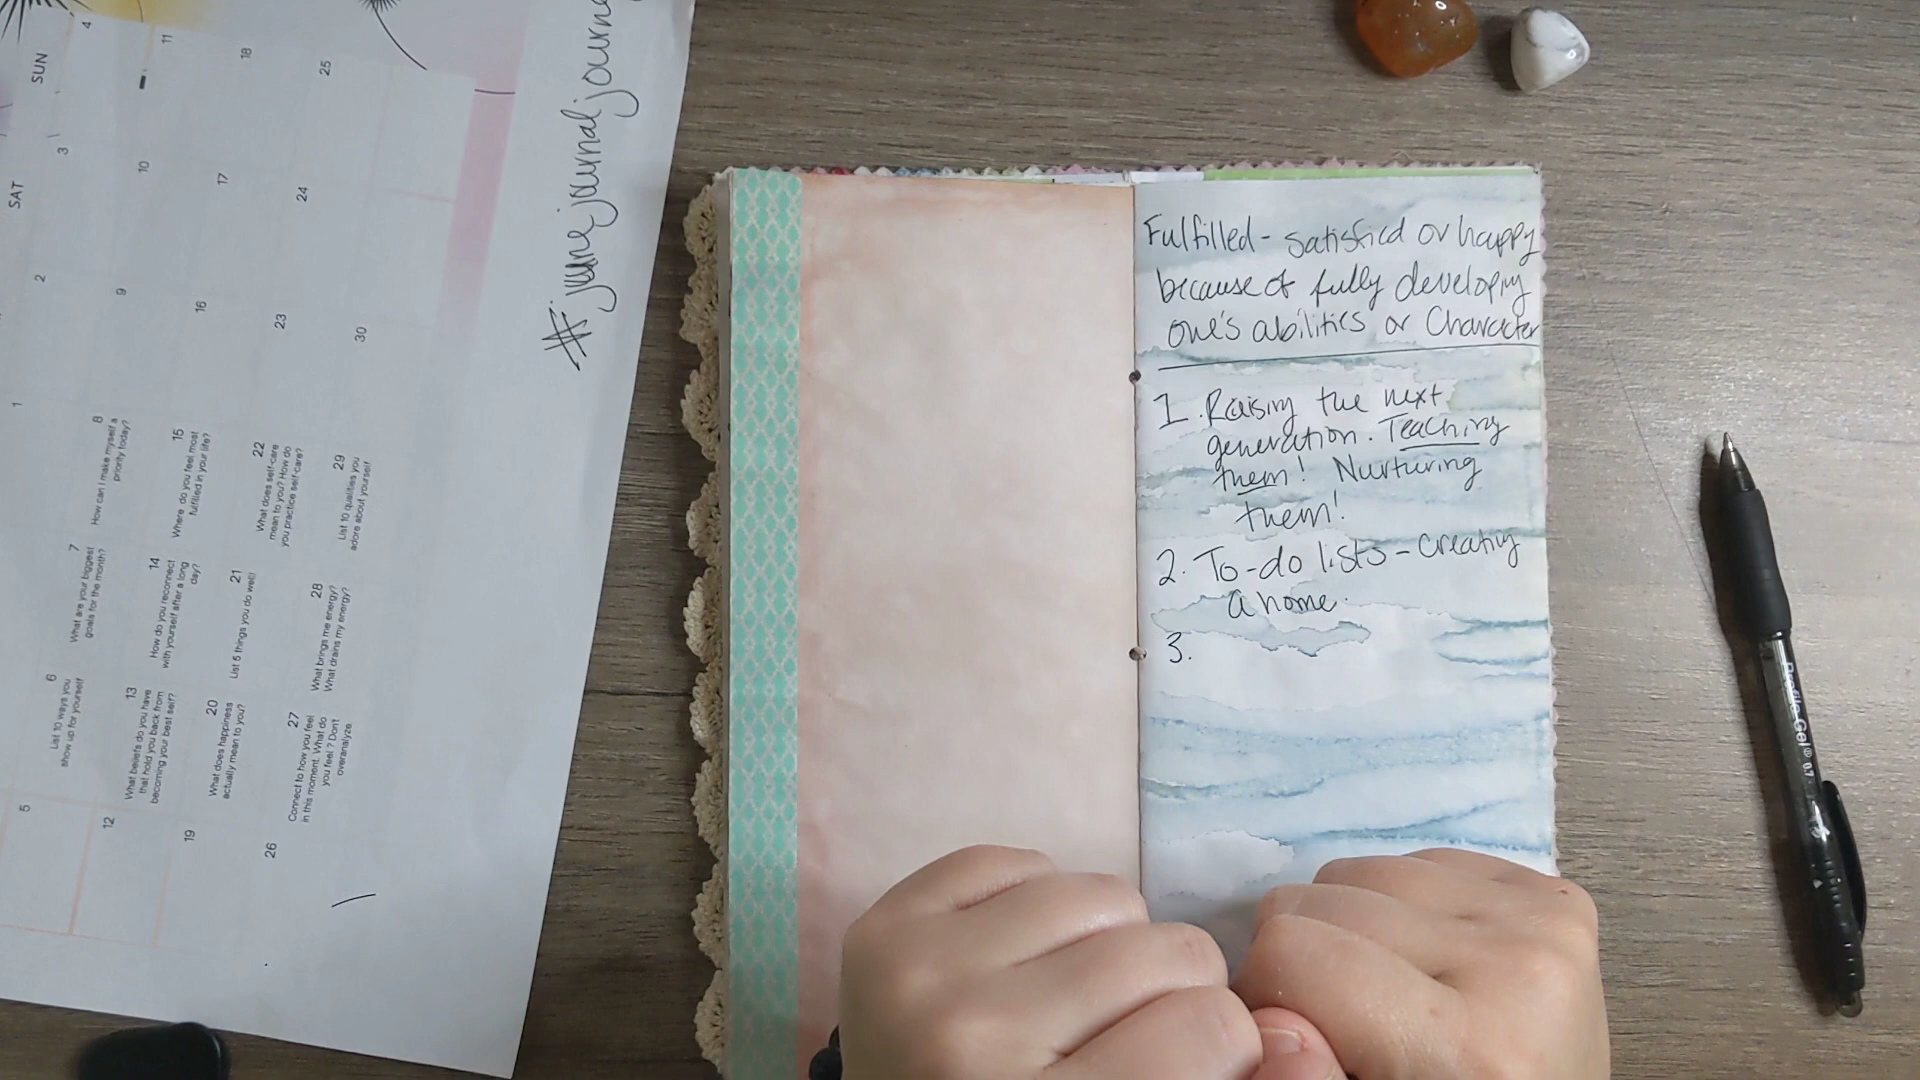 Fulfilled - satisfied or happy
because of fully developing
one's abilities or Character
1. Raising the next
generation. Teaching
them! Nurturing
them!
2. To-do lists - Creating
a home.
3.
#junejournaljourne
SUN
SAT
1
2
3
4
5
6
List 10 ways you
show up for yourself
7
What are your biggest
goals for the month?
8
How can I make myself a
priority today?
9
10
11
12
13
What beliefs do you have
that hold you back from
becoming your best self?
14
How do you reconnect
with yourself after a long
day?
15
Where do you feel most
fulfilled in your life?
16
17
18
19
20
What does happiness
actually mean to you?
21
List 5 things you do well!
22
What does self-care
mean to you? How do
you practice self-care?
23
24
25
26
27
Connect to how you feel
in this moment. What do
you feel? Don't
overanalyze.
28
What brings me energy?
What drains my energy?
29
List 10 qualities you
adore about yourself
30
Profile Gel 0.7